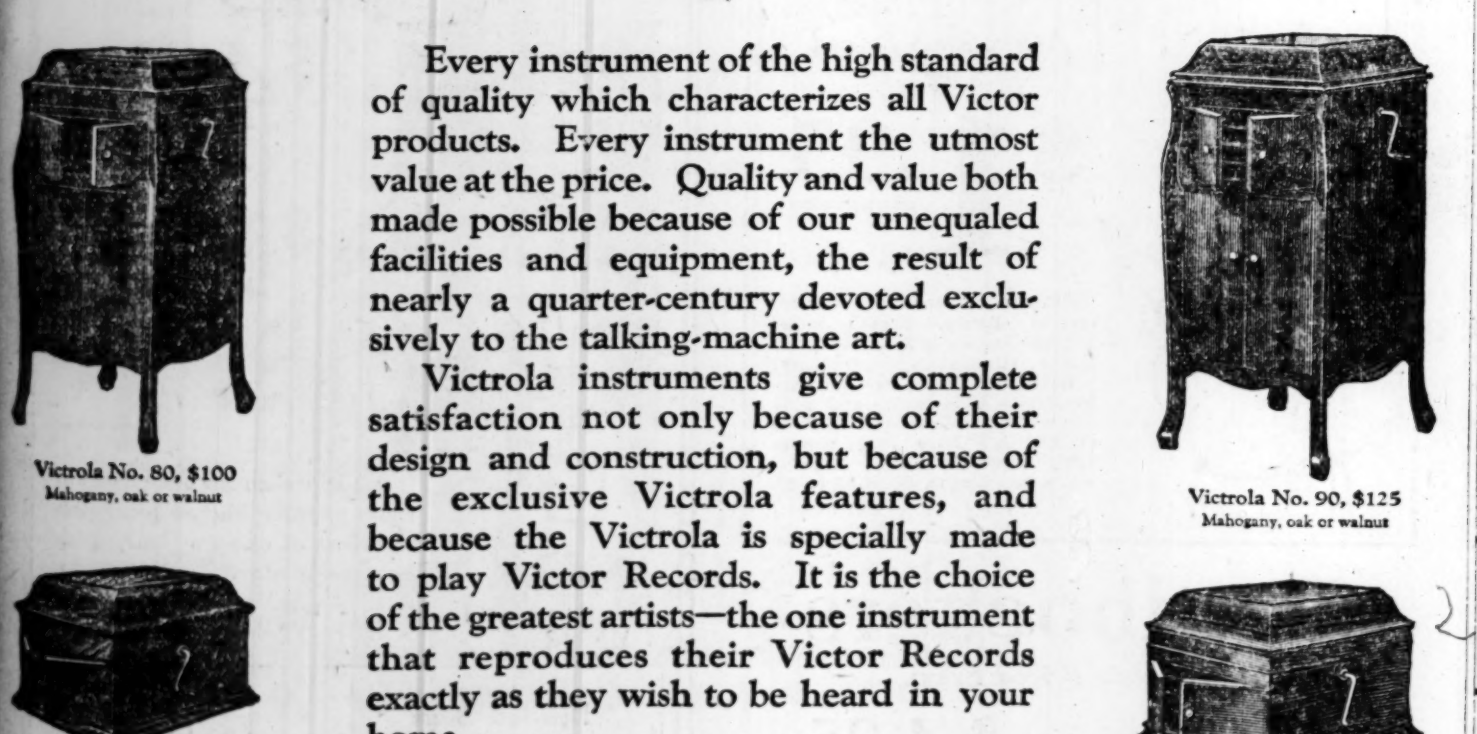 Every instrument of the high standard
of quality which characterizes all Victor
products. Every instrument the utmost
value at the price. Quality and value both
made possible because of our unequaled
facilities and equipment, the result of
nearly a quarter-century devoted exclu-
sively to the talking-machine art.
Victrola instruments give complete
satisfaction not only because of their
design and construction, but because of
the exclusive Victrola features, and
because the Victrola is specially made
to play Victor Records. It is the choice
of the greatest artists—the one instrument
that reproduces their Victor Records
exactly as they wish to be heard in your
Victrola No. 80, $100
Mahogany, oak or walnut
Victrola No. 90, $125
Mahogany, oak or walnut